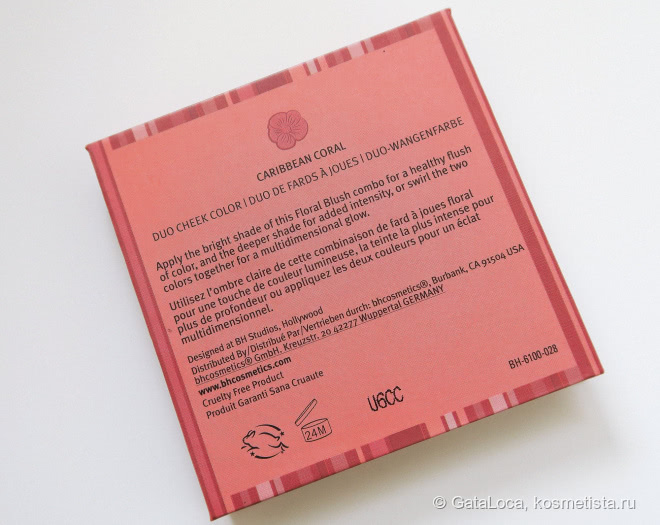 CARIBBEAN CORAL
DUO CHEEK COLOR | DUO DE FARDS À JOUES | DUO-WANGENFARBE
Apply the bright shade of this Floral Blush combo for a healthy flush
of color, and the deeper shade for added intensity, or swirl the two
colors together for a multidimensional glow.
Utilisez l'ombre claire de cette combinaison de fard à joues floral
pour une touche de couleur lumineuse, la teinte la plus intense pour
plus de profondeur ou appliquez les deux couleurs pour un éclat
multidimensionnel.
Designed at BH Studios, Hollywood
Distributed By/Distribué Par/Vertrieben durch: bhcosmetics®, Burbank, CA 91504 USA
bhcosmetics® GmbH, Kreuzstr. 20 42277 Wuppertal GERMANY
www.bhcosmetics.com
Cruelty Free Product
Produit Garanti Sana Cruaute
BH-6100-028
24M
U6CC
© GataLoca, kosmetista.ru